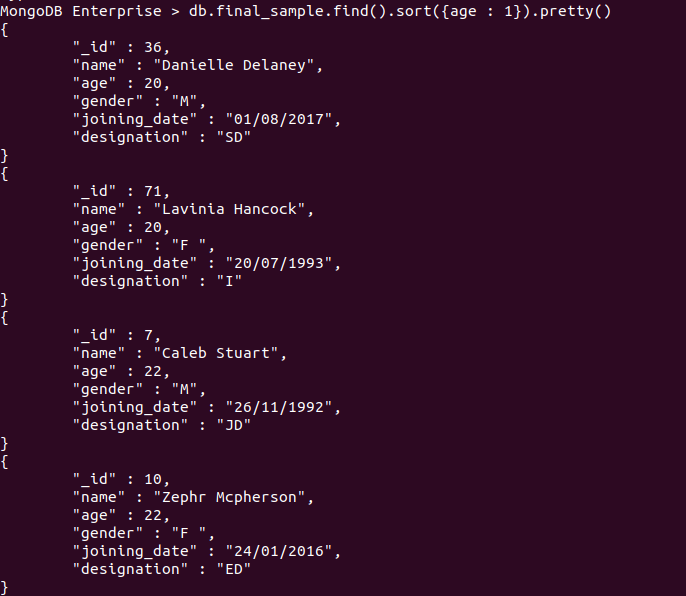 MongoDB Enterprise > db.final_sample.find().sort({age : 1}).pretty()
{
        "_id" : 36,
        "name" : "Danielle Delaney",
        "age" : 20,
        "gender" : "M",
        "joining_date" : "01/08/2017",
        "designation" : "SD"
}
{
        "_id" : 71,
        "name" : "Lavinia Hancock",
        "age" : 20,
        "gender" : "F ",
        "joining_date" : "20/07/1993",
        "designation" : "I"
}
{
        "_id" : 7,
        "name" : "Caleb Stuart",
        "age" : 22,
        "gender" : "M",
        "joining_date" : "26/11/1992",
        "designation" : "JD"
}
{
        "_id" : 10,
        "name" : "Zephr Mcpherson",
        "age" : 22,
        "gender" : "F ",
        "joining_date" : "24/01/2016",
        "designation" : "ED"
}